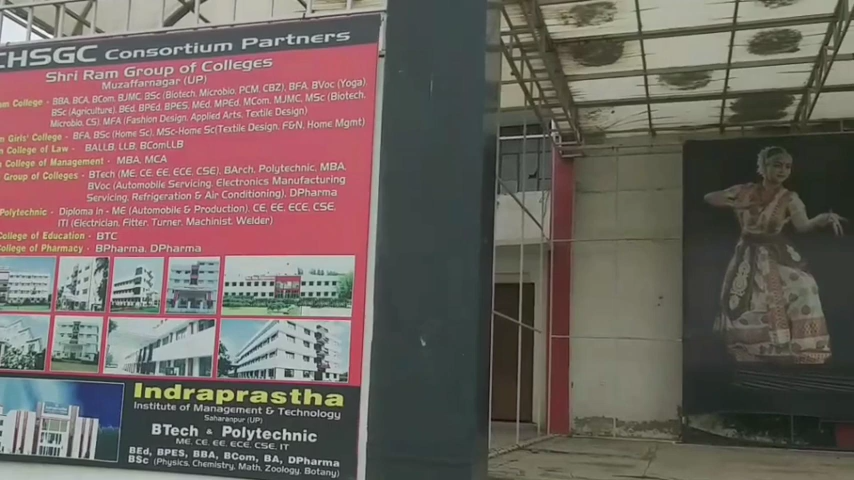 CHSGC Consortium Partners
Shri Ram Group of Colleges
Muzaffarnagar (UP)
College - BBA, BCA, BCom, BJMC, BSc (Biotech, Microbio, PCM, CBZ), BFA, BVoc (Yoga),
BSc (Agriculture), BEd, BPEd, BPES, MEd, MPEd, MCom, MJMC, MSc (Biotech,
Microbio, CS), MFA (Fashion Design, Applied), Textile Design
Girls' College - BFA, BSc (Home Sc), MSc-Home Sc(Textile Design, F&N, Home Mgmt)
College of Law - BALLB, LLB, BComLLB
College of Management - MBA, MCA
Group of Colleges - BTech (ME, CE, EE, ECE, CSE), BArch, Polytechnic, MBA,
BVoc (Automobile Servicing, Electronics Manufacturing
Servicing, Refrigeration & Air Conditioning), DPharma
Polytechnic - Diploma in - ME (Automobile & Production), CE, EE, ECE, CSE,
ITI (Electrician, Fitter, Turner, Machinist, Welder)
College of Education - BTC
College of Pharmacy - BPharma, DPharma
Indraprastha
Institute of Management & Technology
Saharanpur (UP)
BTech & Polytechnic
ME, CE, EE, ECE, CSE, IT
BEd, BPES, BBA, BCom, BA, DPharma
BSc (Physics, Chemistry, Math, Zoology, Botany)